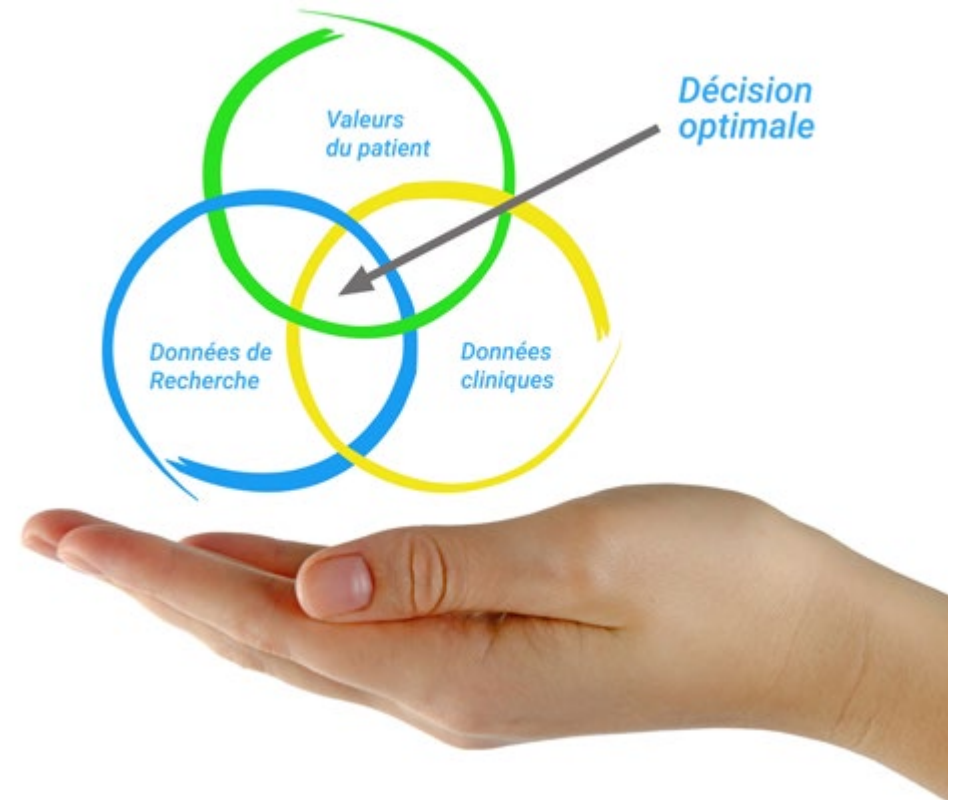 Décision
optimale
Valeurs
du patient
Données de
Recherche
Données
cliniques